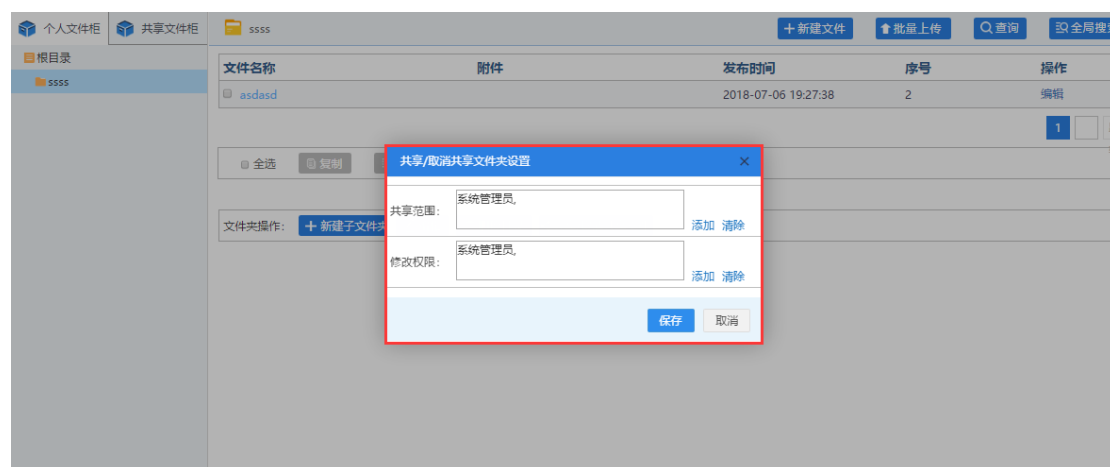 个人文件柜 共享文件柜 ssss +新建文件 批量上传 查询 全局搜
根目录
ssss
文件名称 附件 发布时间 序号 操作
asdasd 2018-07-06 19:27:38 2 编辑
1
全选 复制
共享/取消共享文件夹设置 ×
共享范围: 系统管理员,
添加 清除
文件夹操作: + 新建子文件夹
修改权限: 系统管理员,
添加 清除
保存 取消